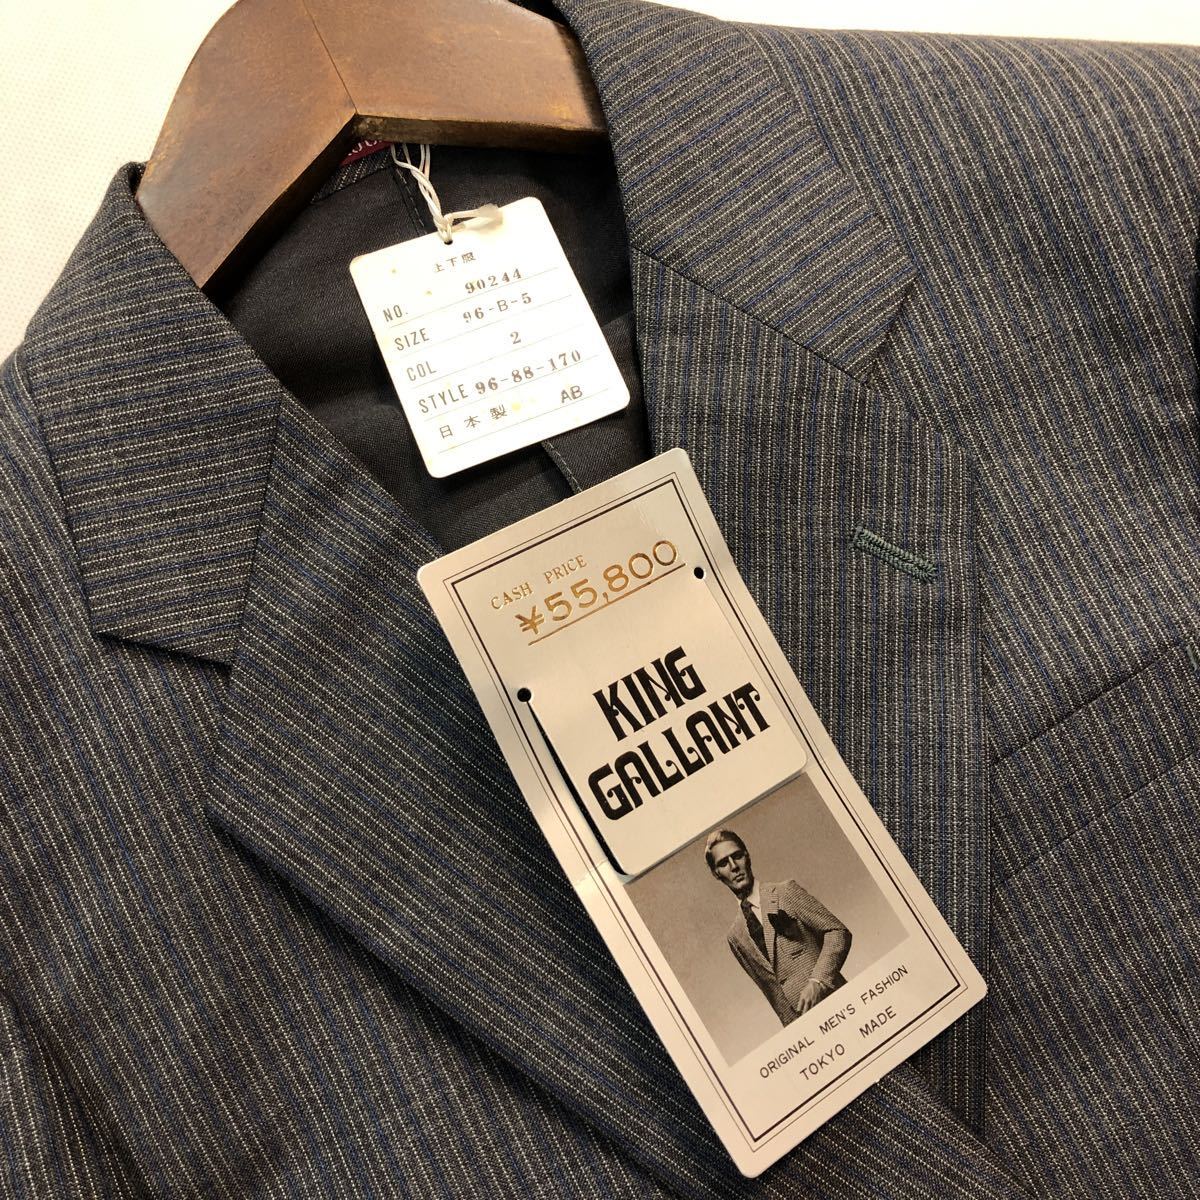 上下服
NO. 90244
SIZE 96-B-5
COL 2
STYLE 96-88-170
日本製 AB
CASH PRICE
¥55,800
KING
GALLANT
ORIGINAL MEN'S FASHION
TOKYO MADE